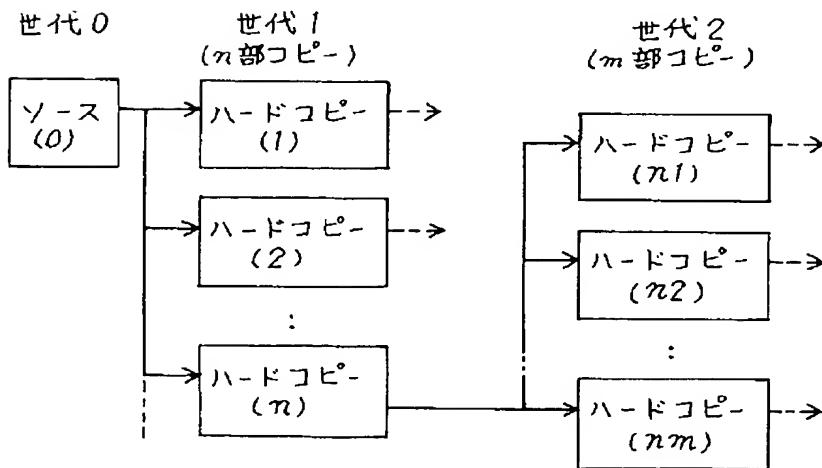 世代0
世代1
(n部コピー)
世代2
(m部コピー)
ソース
(0)
ハードコピー
(1)
ハードコピー
(2)
:
ハードコピー
(n)
ハードコピー
(n1)
ハードコピー
(n2)
:
ハードコピー
(nm)